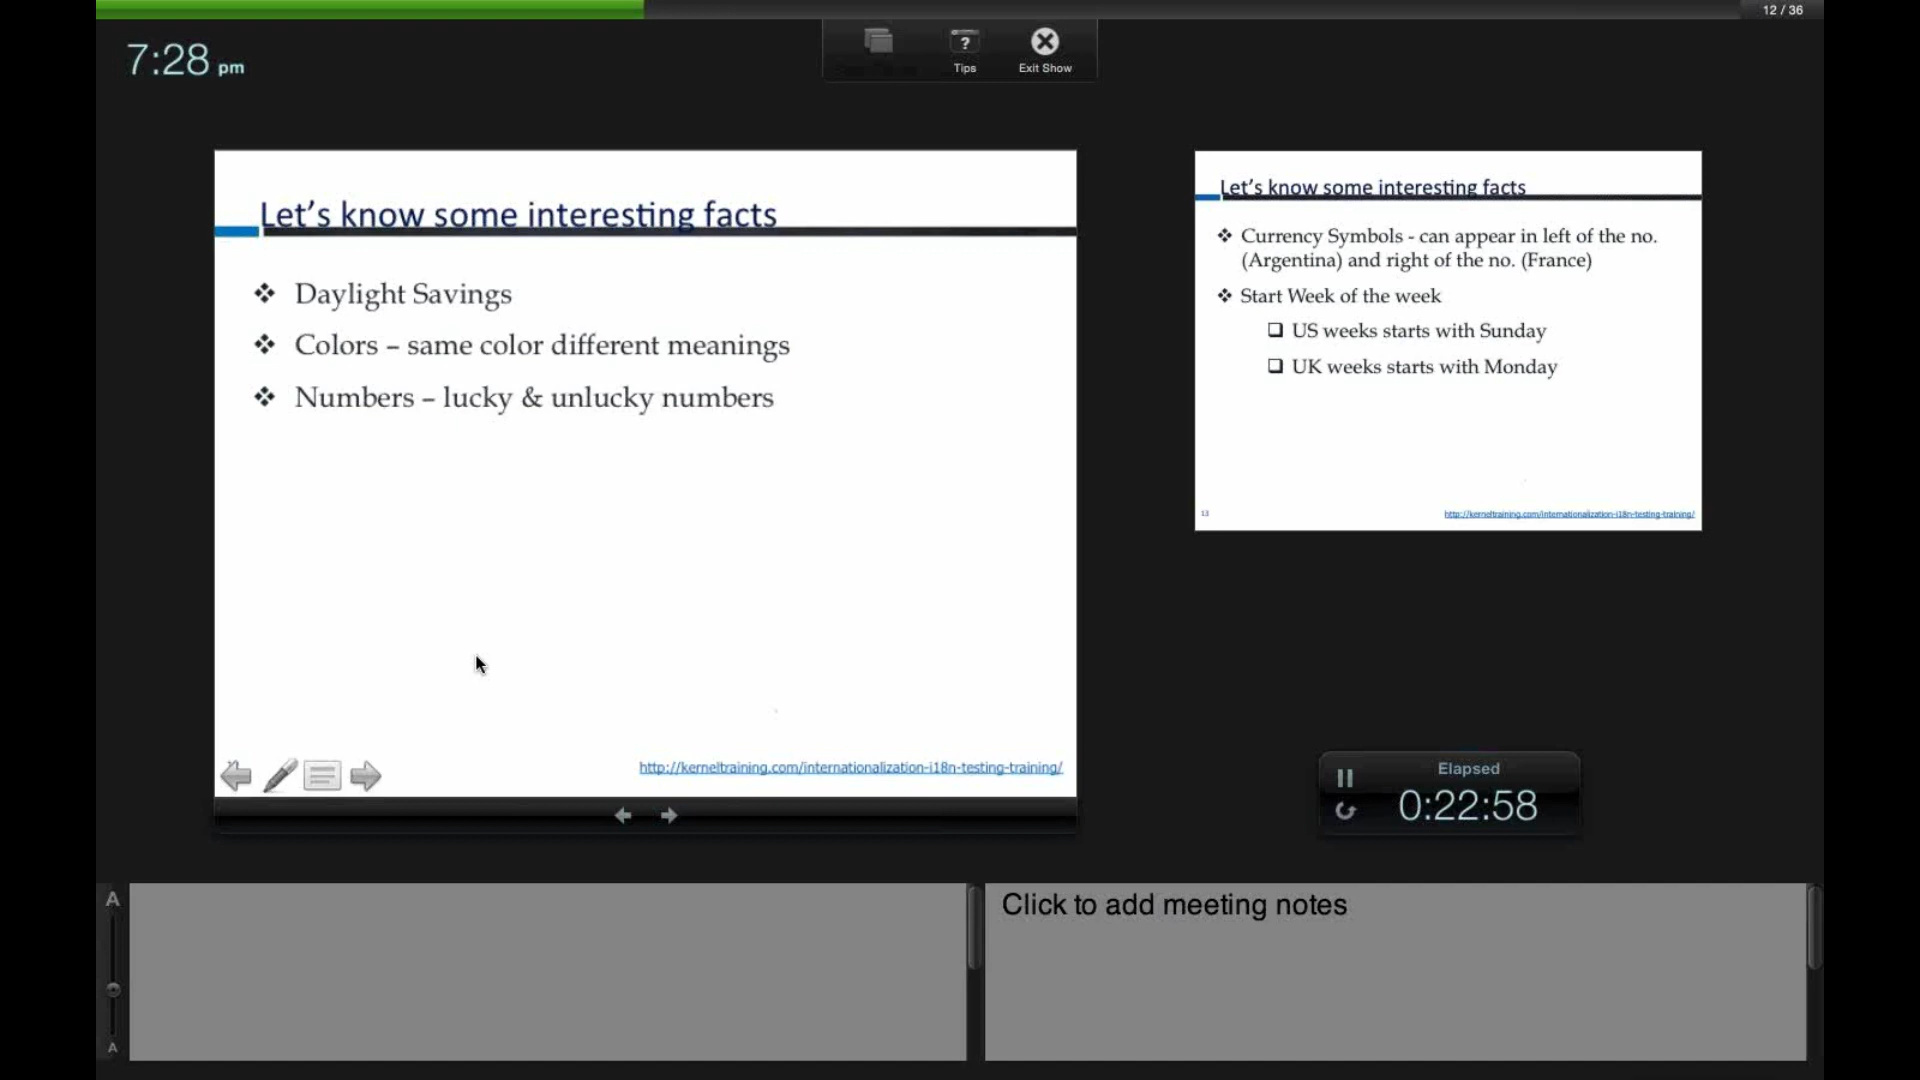 12 / 36
7:28 pm
?
Tips
Exit Show
Let's know some interesting facts
❖ Daylight Savings
❖ Colors – same color different meanings
❖ Numbers – lucky & unlucky numbers
http://kerneltraining.com/internationalization-i18n-testing-training/
Let's know some interesting facts
❖ Currency Symbols - can appear in left of the no.
(Argentina) and right of the no. (France)
❖ Start Week of the week
❑ US weeks starts with Sunday
❑ UK weeks starts with Monday
13
http://kerneltraining.com/internationalization-i18n-testing-training/
Elapsed
0:22:58
A
A
Click to add meeting notes